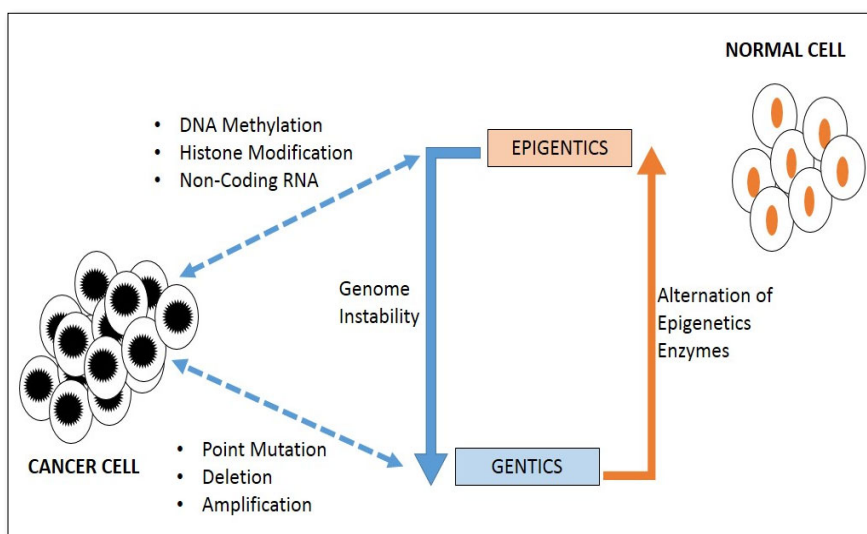 NORMAL CELL
• DNA Methylation
• Histone Modification
• Non-Coding RNA
EPIGENTICS
Genome
Instability
Alternation of
Epigenetics
Enzymes
CANCER CELL
• Point Mutation
• Deletion
• Amplification
GENTICS